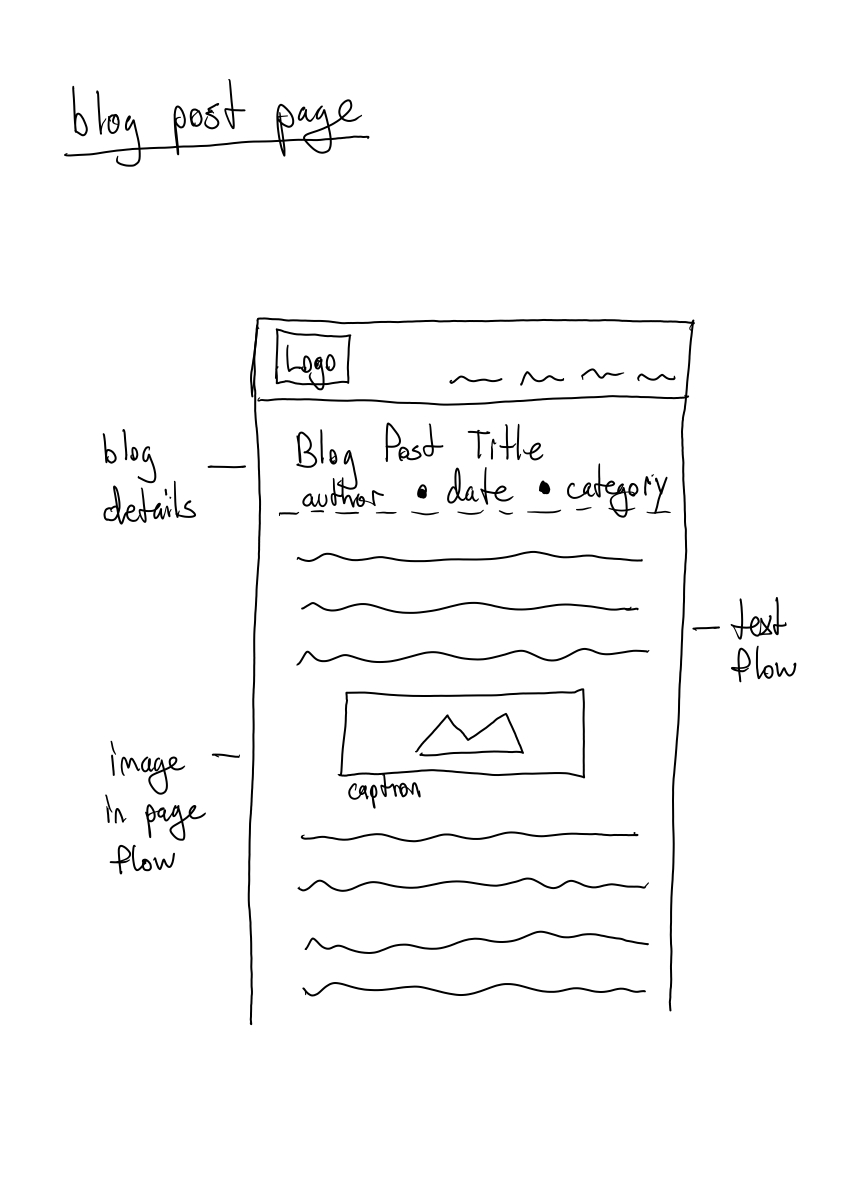 blog post page
Logo
Blog Post Title
author • date • category
blog
details
text
flow
caption
image
in page
flow